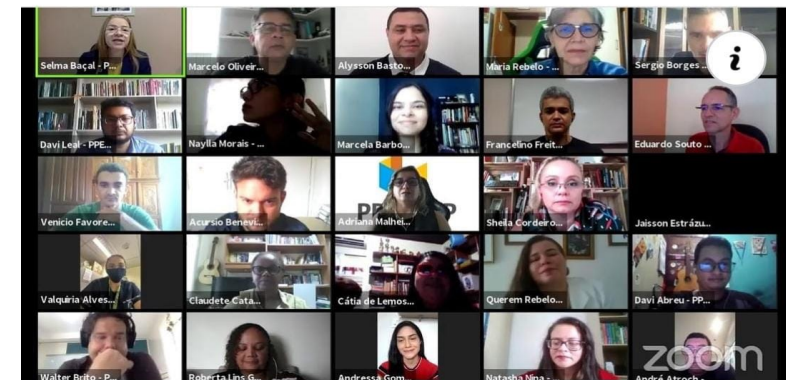 Selma Baçal - P...
Marcelo Oliveir...
Alysson Basto...
Maria Rebelo - ...
Sergio Borges ...
i
Davi Leal - PPE...
Naylla Morais - ...
Marcela Barbo...
Francelino Freit...
Eduardo Souto ...
Venicio Favore...
Acursio Benevi...
Adriana Malhei...
Sheila Cordeiro...
Jaisson Estrázu...
Valquiria Alves...
Claudete Cata...
Cátia de Lemos...
Querem Rebelo...
Davi Abreu - PP...
Walter Brito - P...
Roberta Lins G...
Andressa Gom...
Natasha Nina - ...
André Atroch - ...
zoom